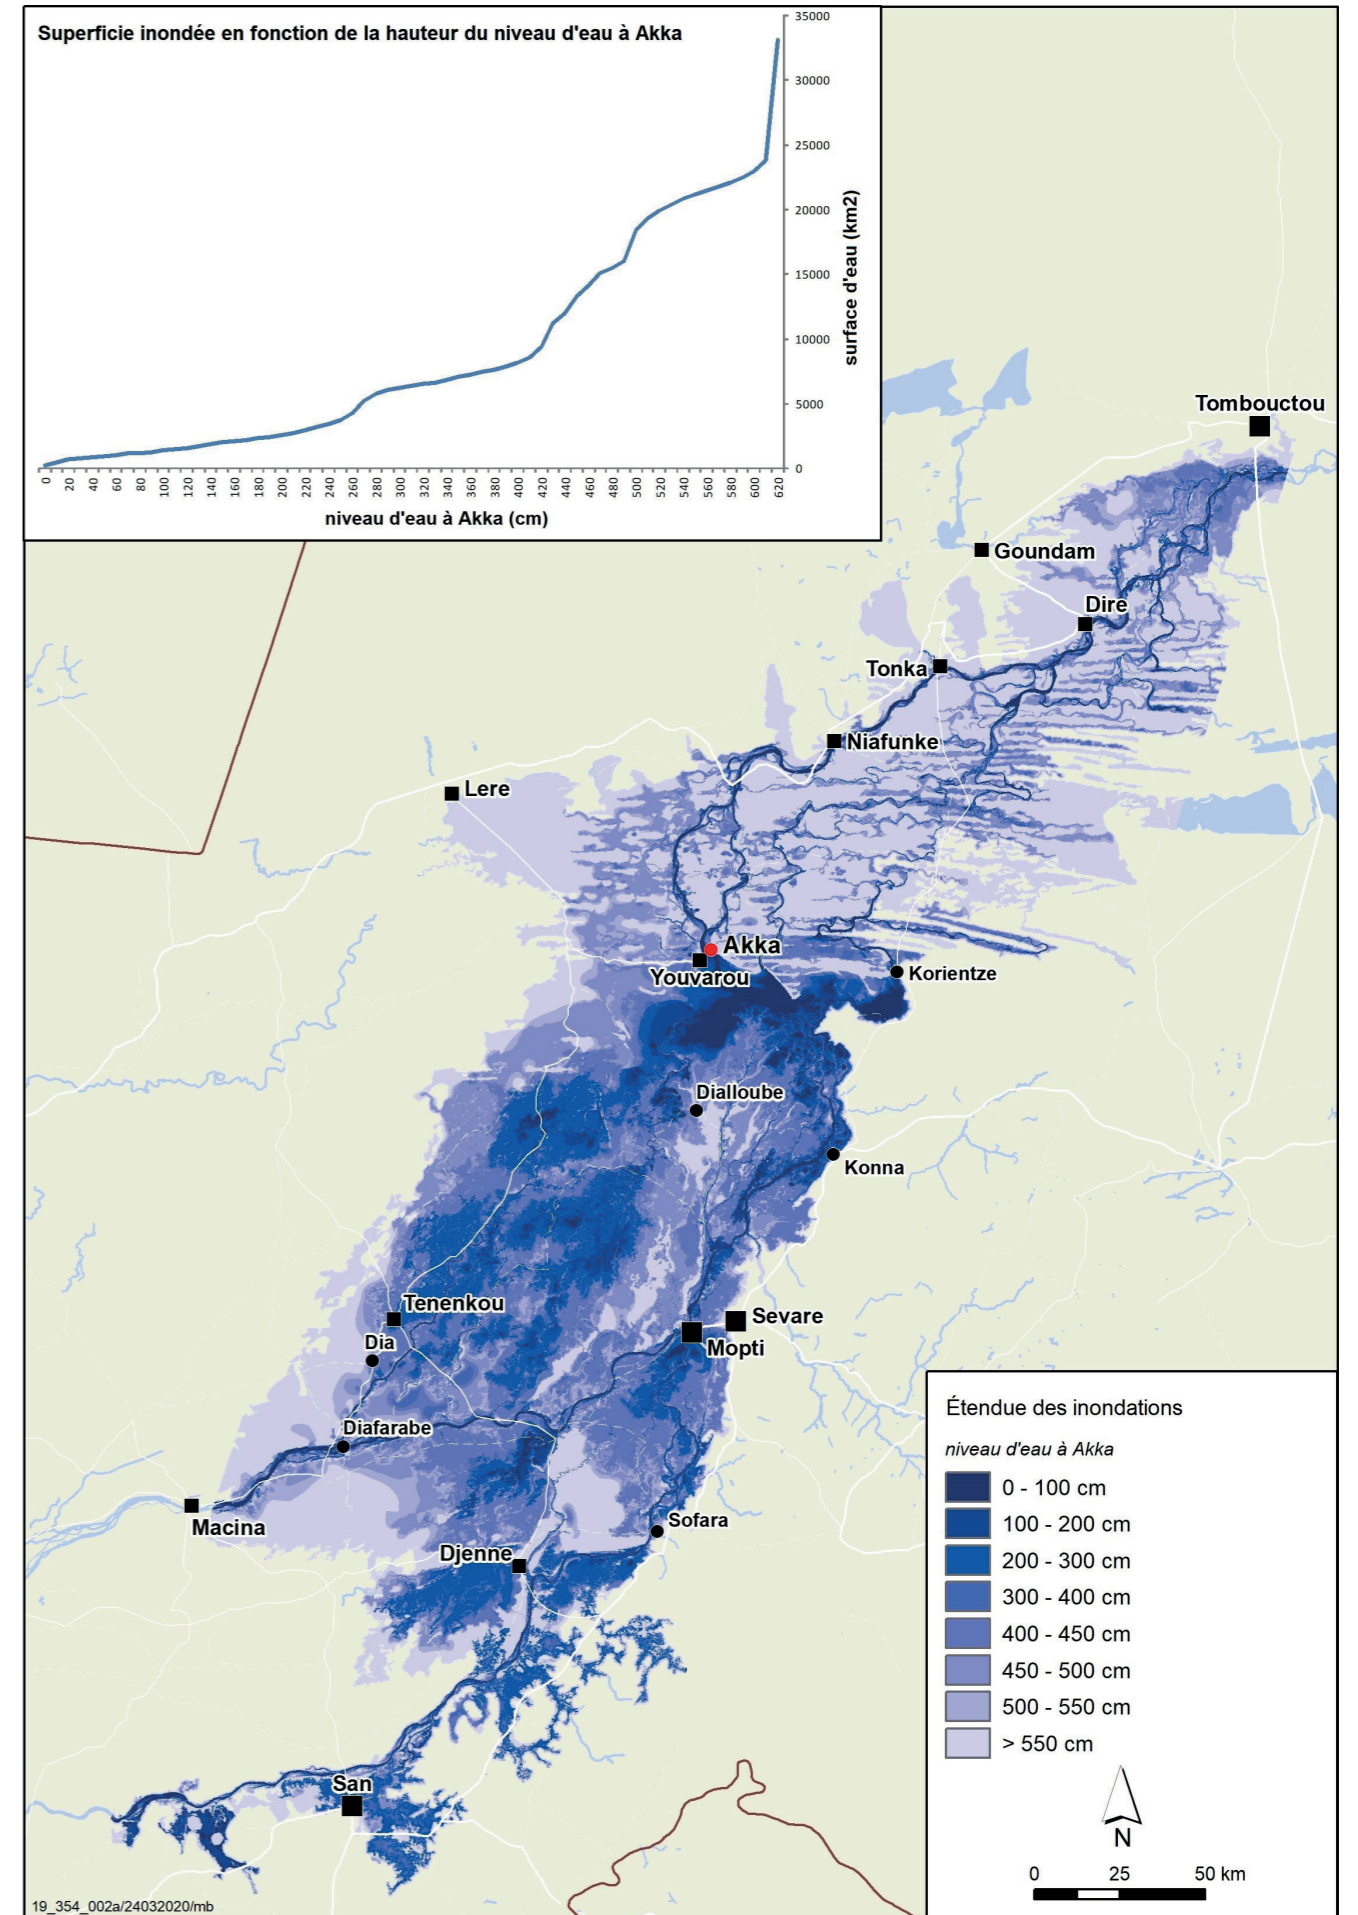 Superficie inondée en fonction de la hauteur du niveau d'eau à Akka
35000
30000
25000
20000
15000
10000
5000
0
surface d'eau (km2)
0 20 40 60 80 100 120 140 160 180 200 220 240 260 280 300 320 340 360 380 400 420 440 460 480 500 520 540 560 580 600 620
niveau d'eau à Akka (cm)
Tombouctou
Goundam
Dire
Tonka
Niafunke
Lere
Akka
Youvarou
Korientze
Dialloube
Konna
Tenenkou
Sevare
Mopti
Dia
Diafarabe
Macina
Sofara
Djenne
San
Étendue des inondations
niveau d'eau à Akka
0 - 100 cm
100 - 200 cm
200 - 300 cm
300 - 400 cm
400 - 450 cm
450 - 500 cm
500 - 550 cm
> 550 cm
N
0 25 50 km
19_354_002a/24032020/mb